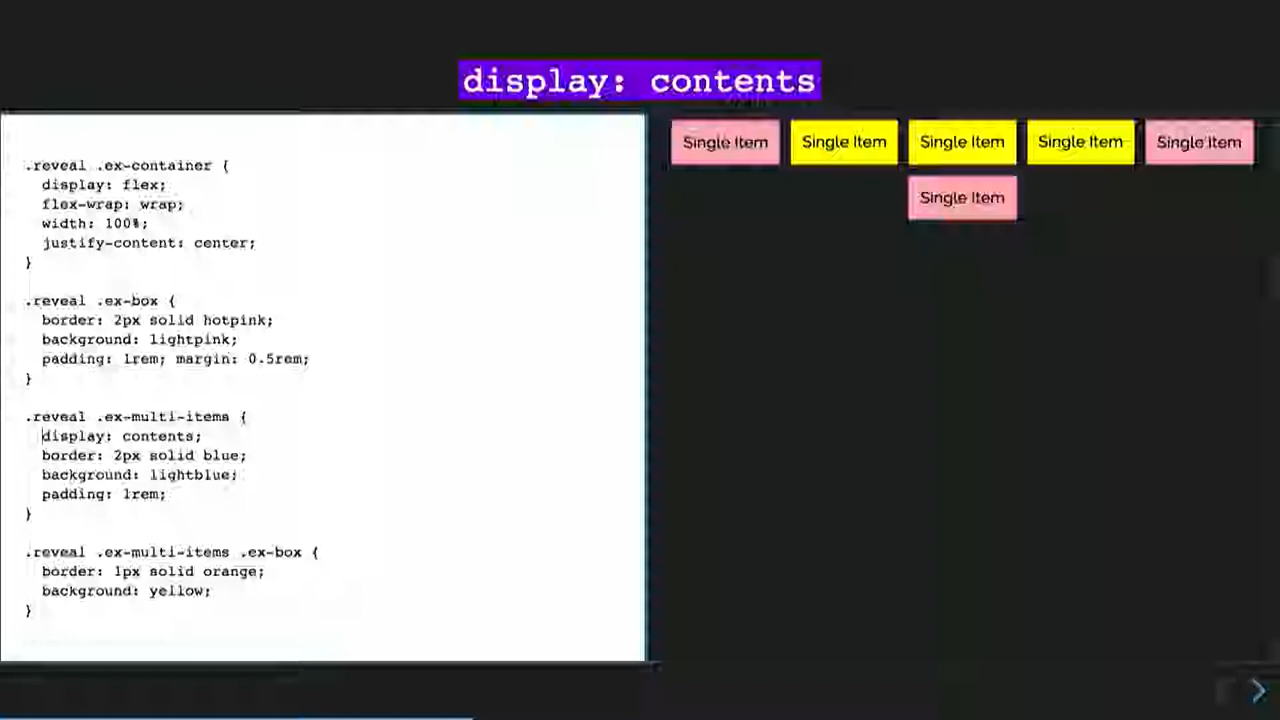 display: contents
.reveal .ex-container {
display: flex;
flex-wrap: wrap;
width: 100%;
justify-content: center;
}
.reveal .ex-box {
border: 2px solid hotpink;
background: lightpink;
padding: 1rem; margin: 0.5rem;
}
.reveal .ex-multi-items {
display: contents;
border: 2px solid blue;
background: lightblue;
padding: 1rem;
}
.reveal .ex-multi-items .ex-box {
border: 1px solid orange;
background: yellow;
}
Single Item Single Item Single Item Single Item Single Item
Single Item